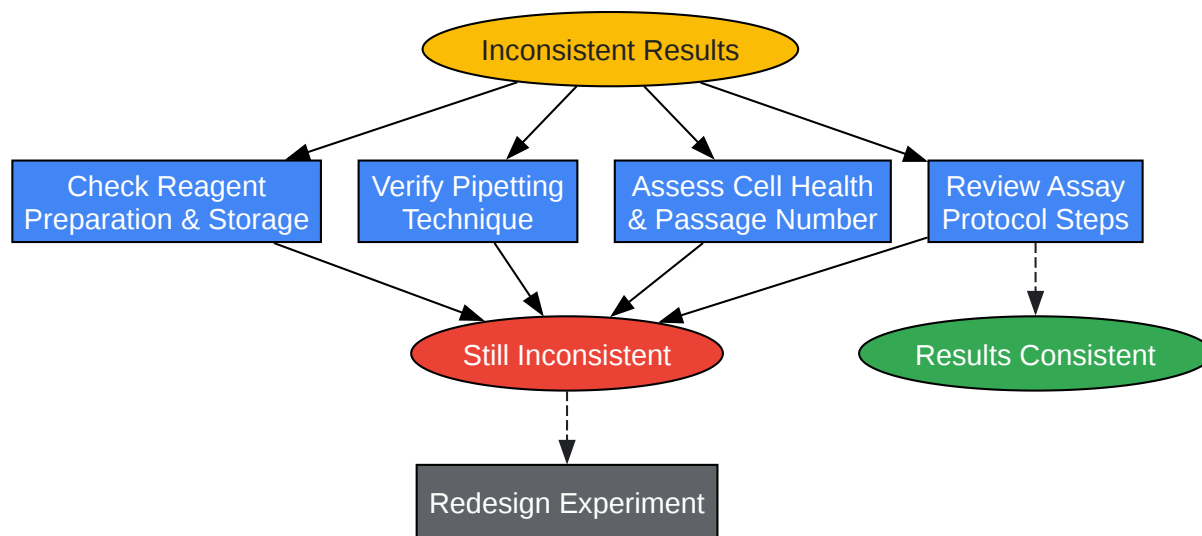 Inconsistent Results
Check Reagent
Preparation & Storage
Verify Pipetting
Technique
Assess Cell Health
& Passage Number
Review Assay
Protocol Steps
Still Inconsistent
Results Consistent
Redesign Experiment